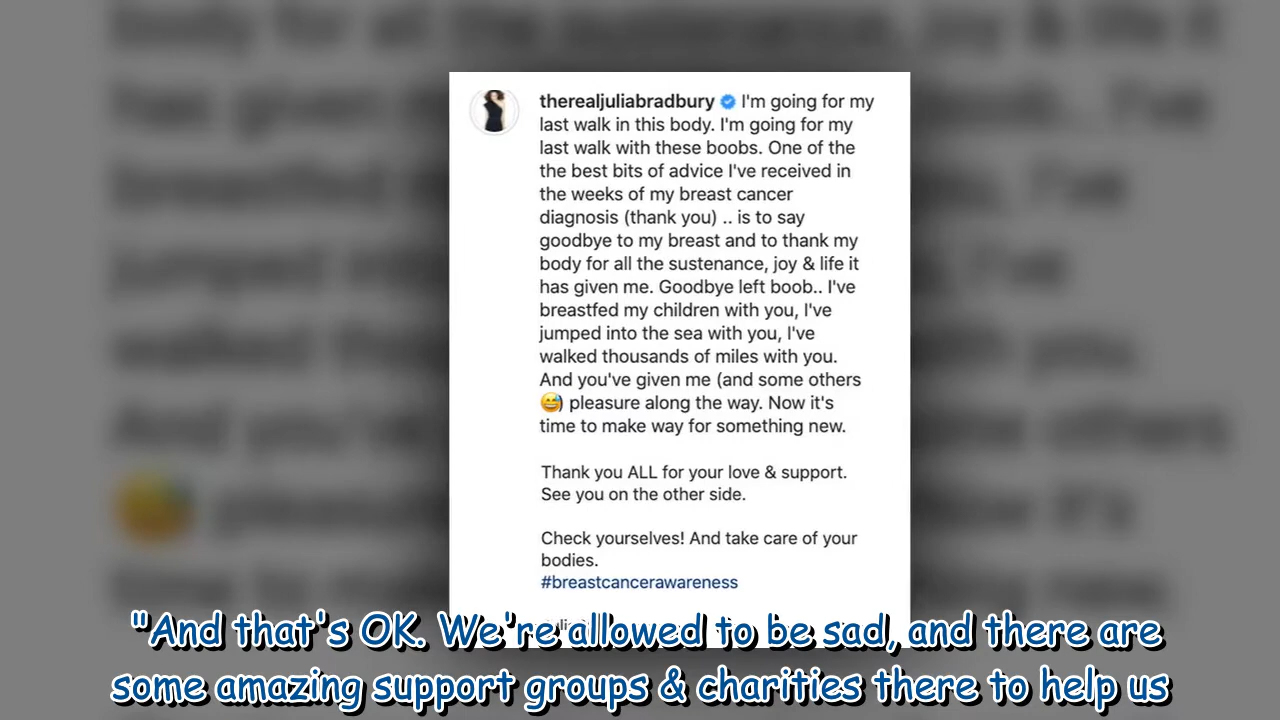 therealjuliabradbury I'm going for my
last walk in this body. I'm going for my
last walk with these boobs. One of the
the best bits of advice I've received in
the weeks of my breast cancer
diagnosis (thank you) .. is to say
goodbye to my breast and to thank my
body for all the sustenance, joy & life it
has given me. Goodbye left boob.. I've
breastfed my children with you, I've
jumped into the sea with you, I've
walked thousands of miles with you.
And you've given me (and some others
😅) pleasure along the way. Now it's
time to make way for something new.
Thank you ALL for your love & support.
See you on the other side.
Check yourselves! And take care of your
bodies.
#breastcancerawareness
"And that's OK. We're allowed to be sad, and there are
some amazing support groups & charities there to help us